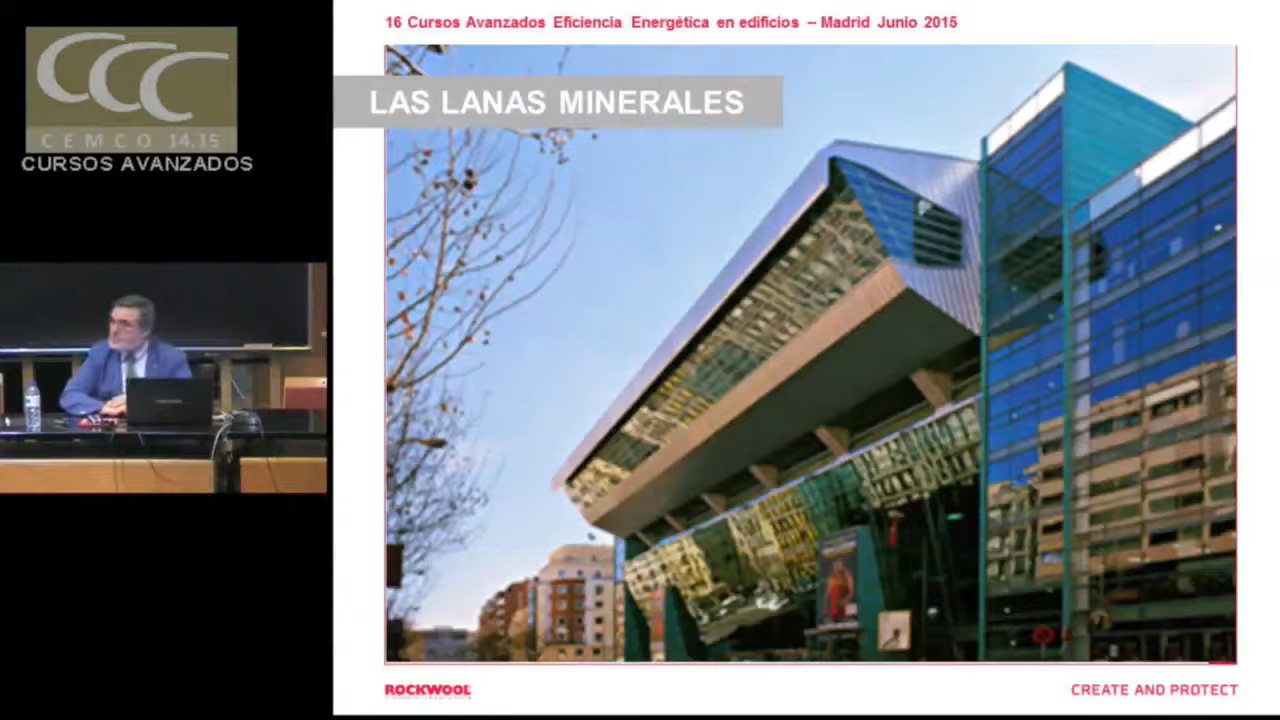 16 Cursos Avanzados Eficiencia Energética en edificios – Madrid Junio 2015
CCC
CEMCO 14.15
CURSOS AVANZADOS
LAS LANAS MINERALES
ROCKWOOL
CREATE AND PROTECT